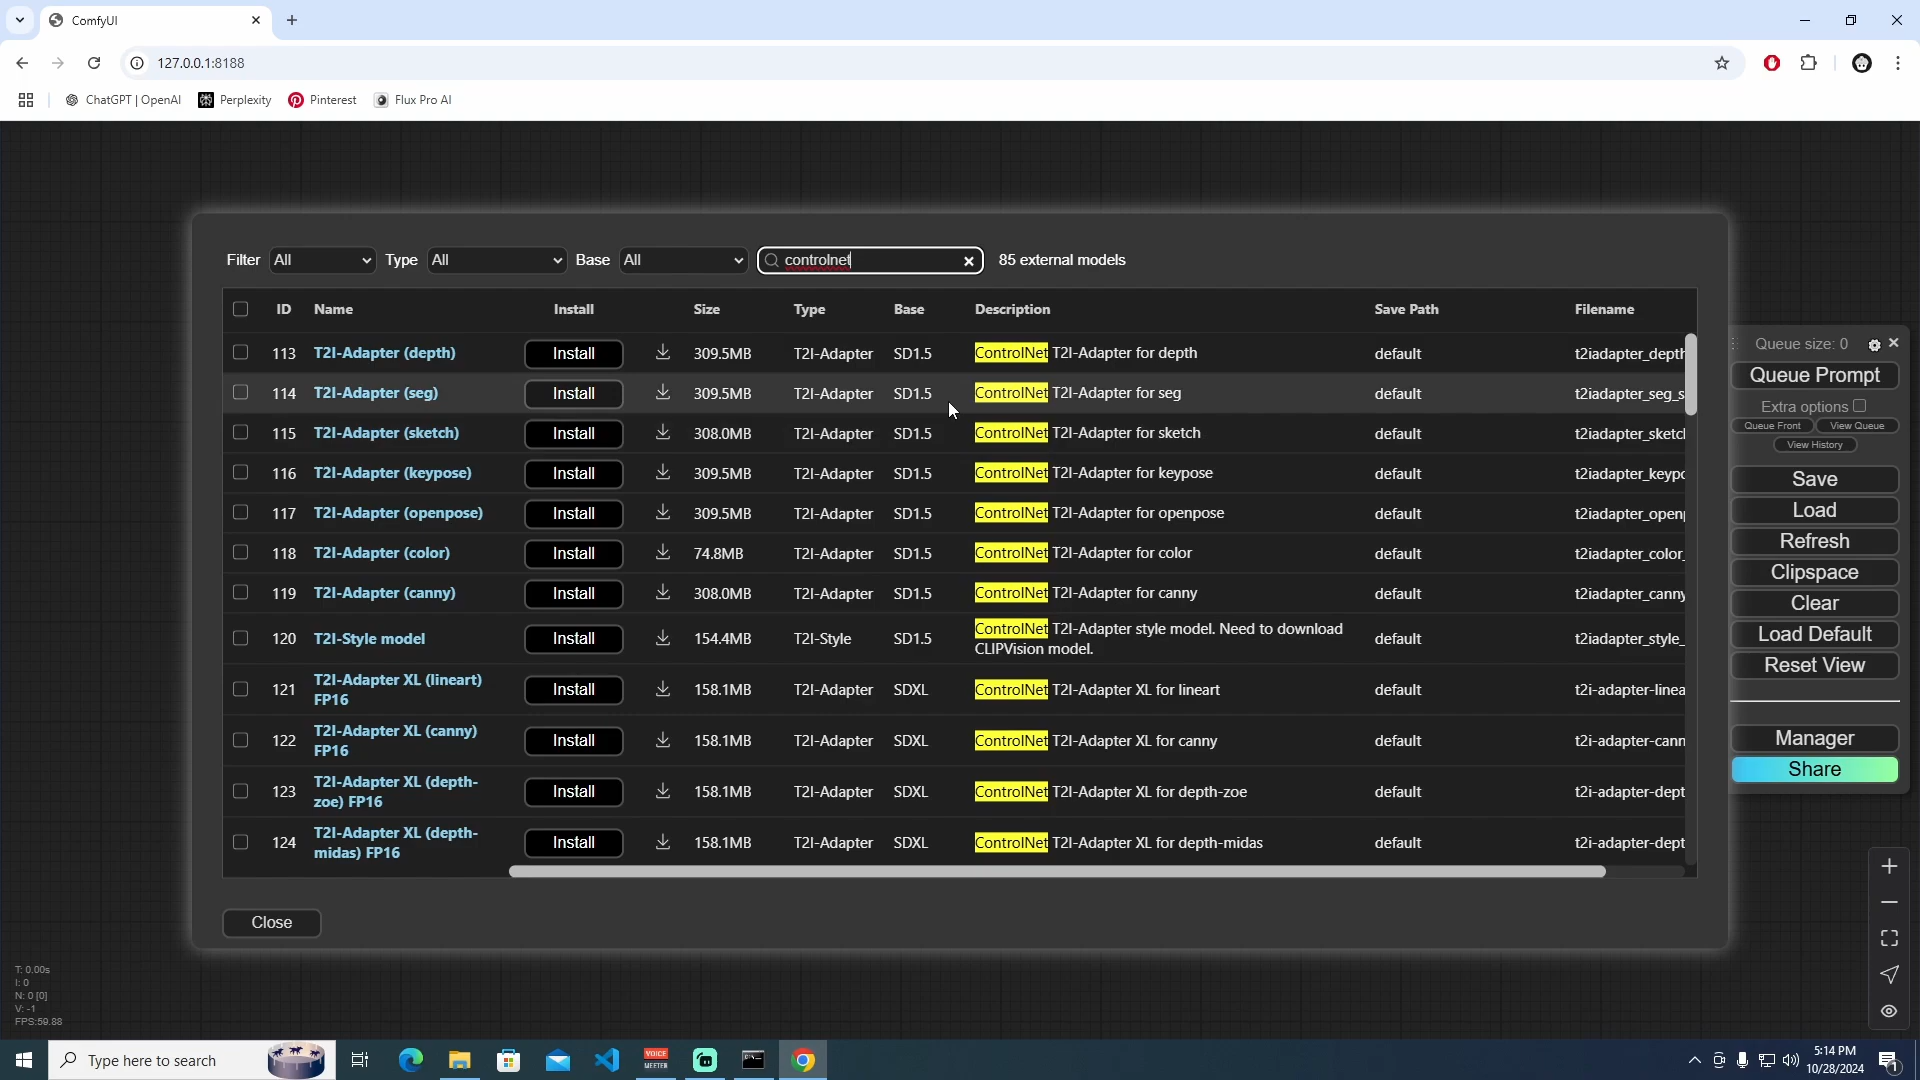 ComfyUI
127.0.0.1:8188
ChatGPT | OpenAI Perplexity Pinterest Flux Pro AI
Filter All Type All Base All controlnet 85 external models
ID Name Install Size Type Base Description Save Path Filename
113 T2I-Adapter (depth) Install 309.5MB T2I-Adapter SD1.5 ControlNet T2I-Adapter for depth default t2iadapter_depth
114 T2I-Adapter (seg) Install 309.5MB T2I-Adapter SD1.5 ControlNet T2I-Adapter for seg default t2iadapter_seg_s
115 T2I-Adapter (sketch) Install 308.0MB T2I-Adapter SD1.5 ControlNet T2I-Adapter for sketch default t2iadapter_sketch
116 T2I-Adapter (keypose) Install 309.5MB T2I-Adapter SD1.5 ControlNet T2I-Adapter for keypose default t2iadapter_keypo
117 T2I-Adapter (openpose) Install 309.5MB T2I-Adapter SD1.5 ControlNet T2I-Adapter for openpose default t2iadapter_openp
118 T2I-Adapter (color) Install 74.8MB T2I-Adapter SD1.5 ControlNet T2I-Adapter for color default t2iadapter_color_
119 T2I-Adapter (canny) Install 308.0MB T2I-Adapter SD1.5 ControlNet T2I-Adapter for canny default t2iadapter_canny
120 T2I-Style model Install 154.4MB T2I-Style SD1.5 ControlNet T2I-Adapter style model. Need to download default t2iadapter_style_
CLIPVision model.
121 T2I-Adapter XL (lineart) Install 158.1MB T2I-Adapter SDXL ControlNet T2I-Adapter XL for lineart default t2i-adapter-linea
FP16
122 T2I-Adapter XL (canny) Install 158.1MB T2I-Adapter SDXL ControlNet T2I-Adapter XL for canny default t2i-adapter-cann
FP16
123 T2I-Adapter XL (depth- Install 158.1MB T2I-Adapter SDXL ControlNet T2I-Adapter XL for depth-zoe default t2i-adapter-dept
zoe) FP16
124 T2I-Adapter XL (depth- Install 158.1MB T2I-Adapter SDXL ControlNet T2I-Adapter XL for depth-midas default t2i-adapter-dept
midas) FP16
Close
Queue size: 0
Queue Prompt
Extra options
Queue Front View Queue
View History
Save
Load
Refresh
Clipspace
Clear
Load Default
Reset View
Manager
Share
T: 0.00s
I: 0
N: 0 [0]
V: -1
FPS:59.88
Type here to search
VOICE
MEETER
5:14 PM
10/28/2024
1